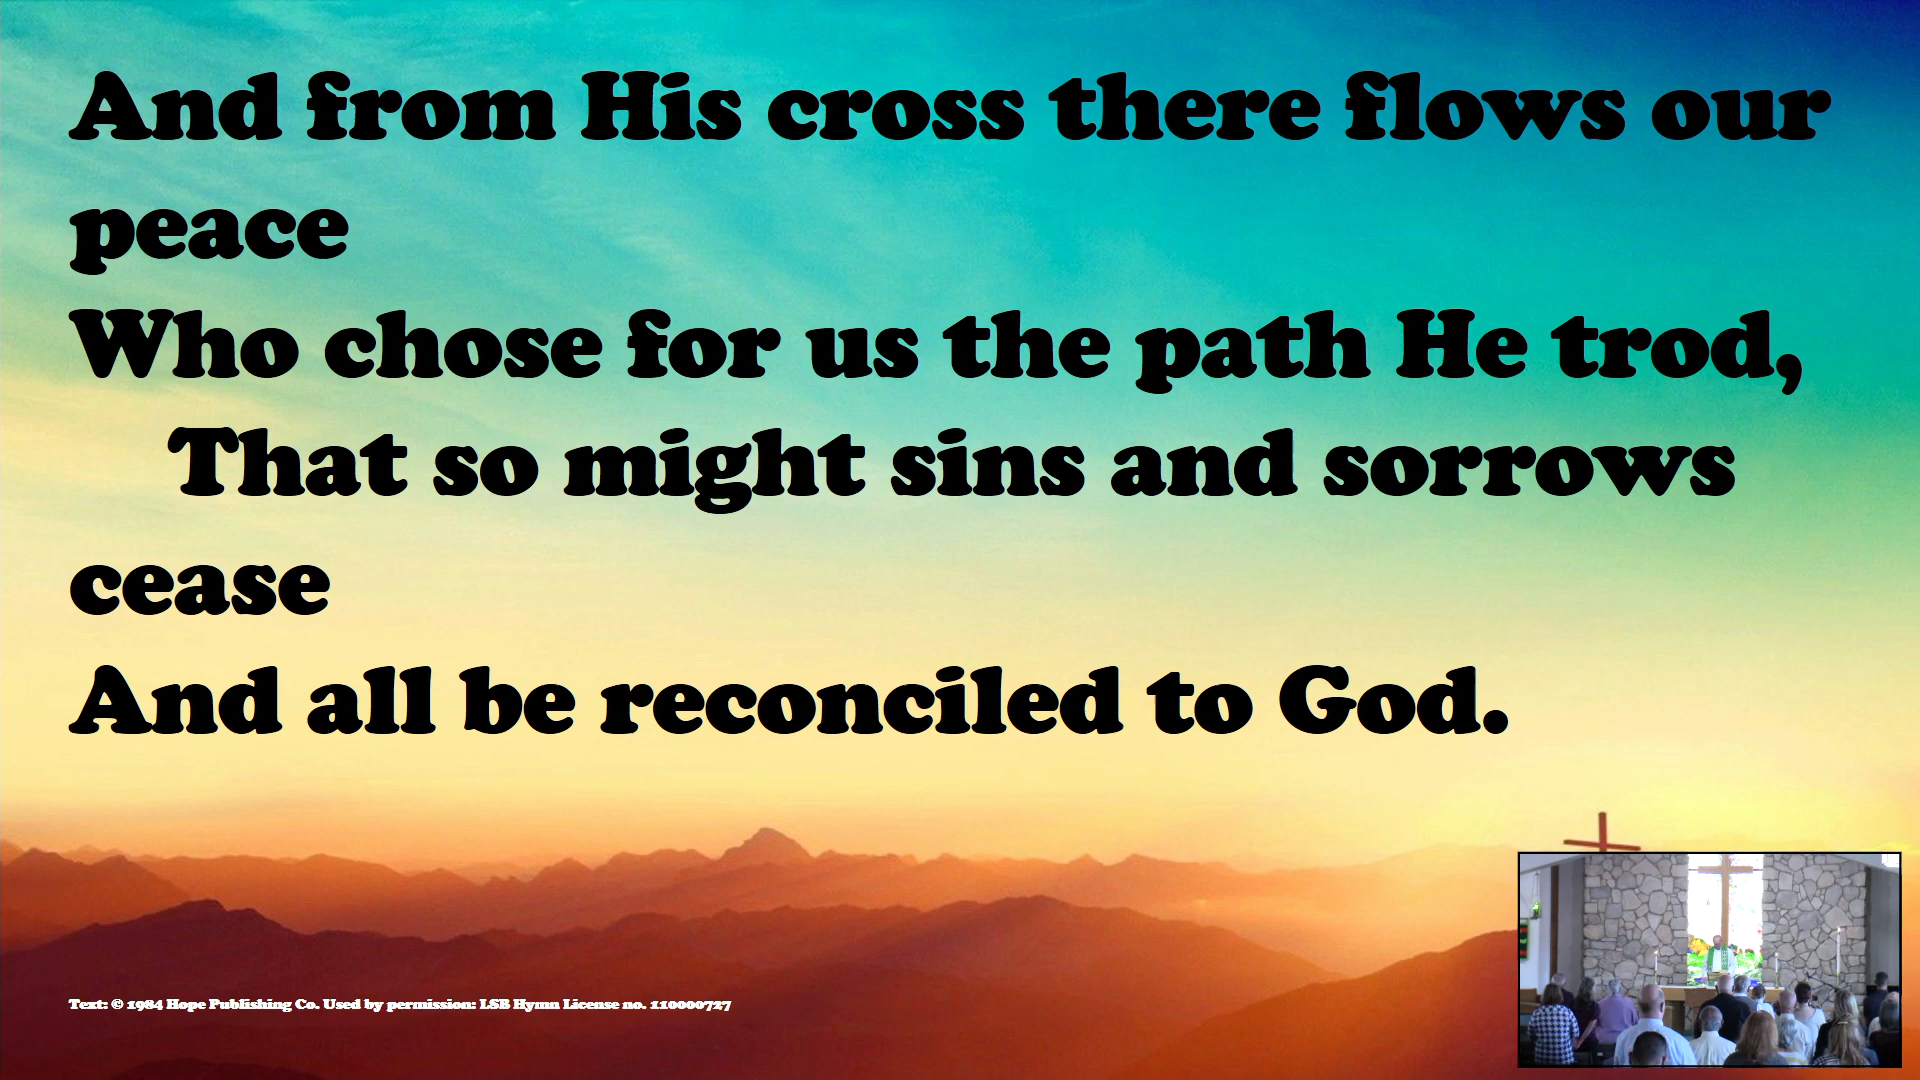 And from His cross there flows our
peace
Who chose for us the path He trod,
That so might sins and sorrows
cease
And all be reconciled to God.
Text: © 1984 Hope Publishing Co. Used by permission: LSB Hymn License no. 110000727